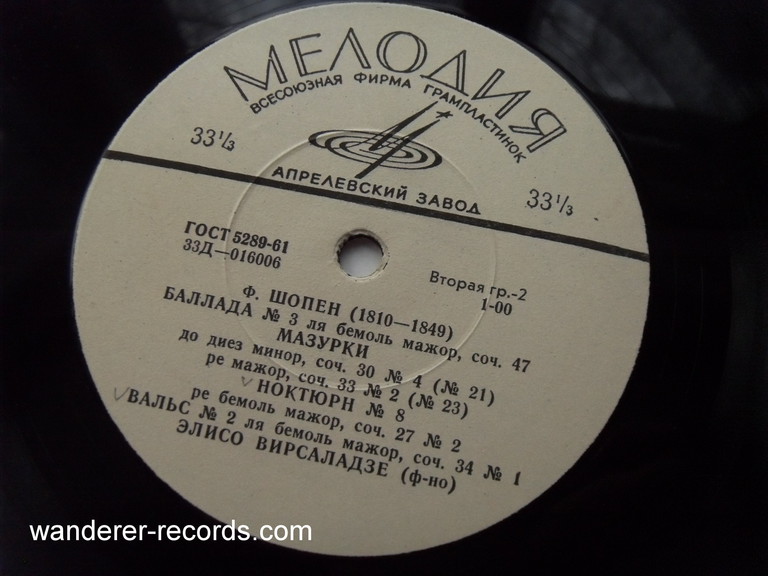 МЕЛОДИЯ
ВСЕСОЮЗНАЯ ФИРМА ГРАМПЛАСТИНОК
33⅓
33⅓
АПРЕЛЕВСКИЙ ЗАВОД
ГОСТ 5289-61
33Д—016006
Вторая гр.-2
1-00
Ф. ШОПЕН (1810—1849)
БАЛЛАДА № 3 ля бемоль мажор, соч. 47
МАЗУРКИ
до диез минор, соч. 30 № 4 (№ 21)
ре мажор, соч. 33 № 2 (№ 23)
НОКТЮРН № 8
ре бемоль мажор, соч. 27 № 2
ВАЛЬС № 2 ля бемоль мажор, соч. 34 № 1
ЭЛИСО ВИРСАЛАДЗЕ (ф-но)
wanderer-records.com